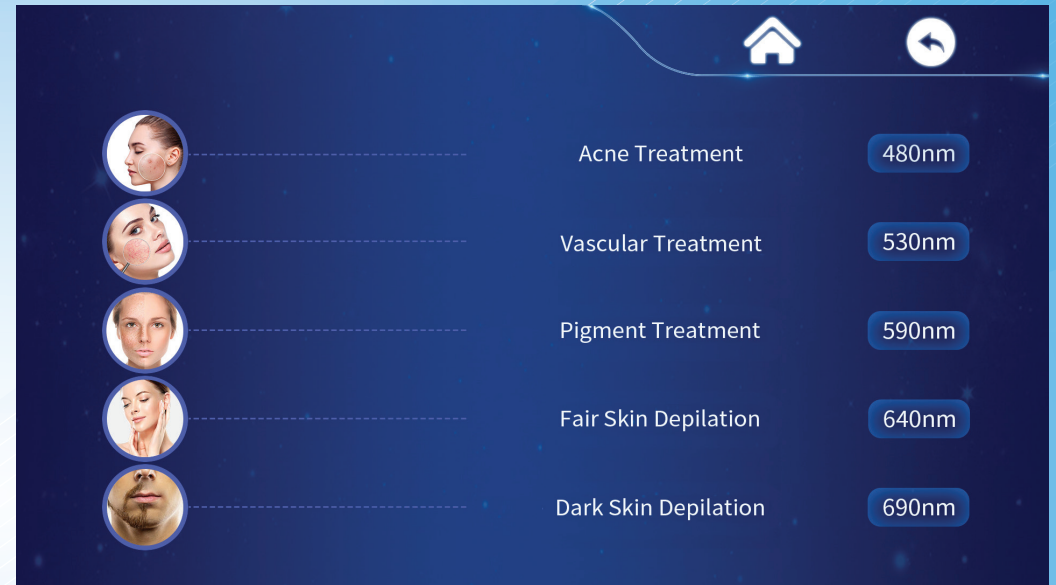 Acne Treatment 480nm
Vascular Treatment 530nm
Pigment Treatment 590nm
Fair Skin Depilation 640nm
Dark Skin Depilation 690nm